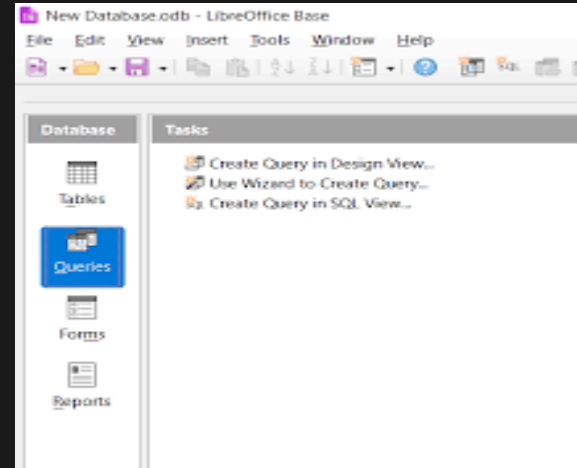 New Database.odb - LibreOffice Base
File Edit View Insert Tools Window Help
Database
Tasks
Create Query in Design View...
Use Wizard to Create Query...
Create Query in SQL View...
Tables
Queries
Forms
Reports